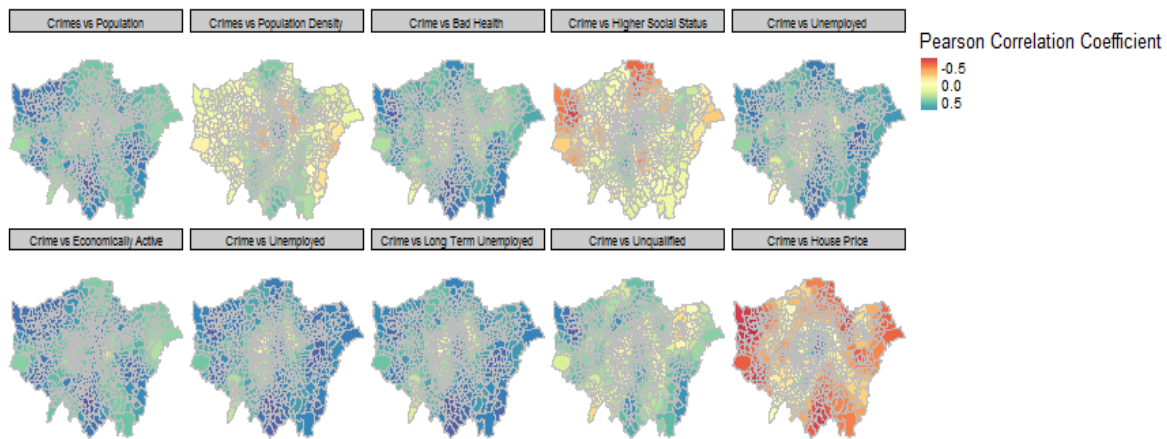 Crimes vs Population
Crimes vs Population Density
Crime vs Bad Health
Crime vs Higher Social Status
Crime vs Unemployed
Pearson Correlation Coefficient
-0.5
0.0
0.5
Crime vs Economically Active
Crime vs Unemployed
Crime vs Long Term Unemployed
Crime vs Unqualified
Crime vs House Price